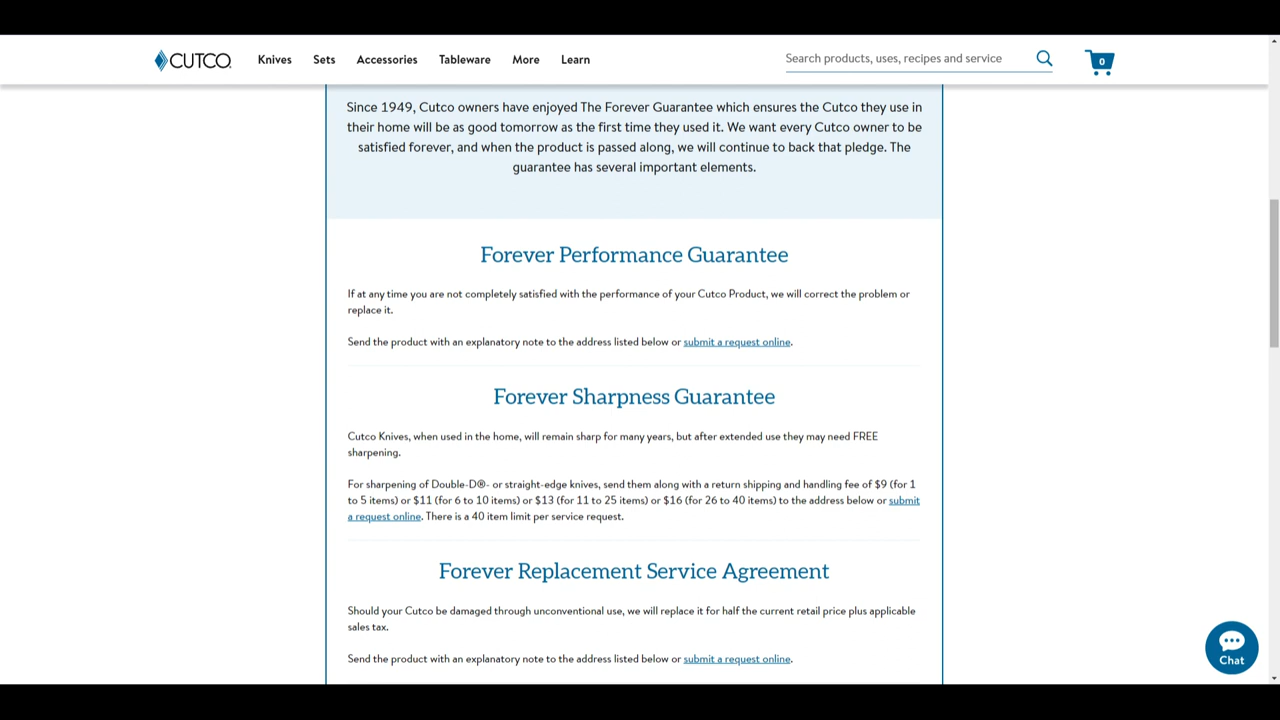 CUTCO Knives Sets Accessories Tableware More Learn Search products, uses, recipes and service 0
Since 1949, Cutco owners have enjoyed The Forever Guarantee which ensures the Cutco they use in
their home will be as good tomorrow as the first time they used it. We want every Cutco owner to be
satisfied forever, and when the product is passed along, we will continue to back that pledge. The
guarantee has several important elements.
Forever Performance Guarantee
If at any time you are not completely satisfied with the performance of your Cutco Product, we will correct the problem or
replace it.
Send the product with an explanatory note to the address listed below or submit a request online.
Forever Sharpness Guarantee
Cutco Knives, when used in the home, will remain sharp for many years, but after extended use they may need FREE
sharpening.
For sharpening of Double-D®- or straight-edge knives, send them along with a return shipping and handling fee of $9 (for 1
to 5 items) or $11 (for 6 to 10 items) or $13 (for 11 to 25 items) or $16 (for 26 to 40 items) to the address below or submit
a request online. There is a 40 item limit per service request.
Forever Replacement Service Agreement
Should your Cutco be damaged through unconventional use, we will replace it for half the current retail price plus applicable
sales tax.
Send the product with an explanatory note to the address listed below or submit a request online.
Chat